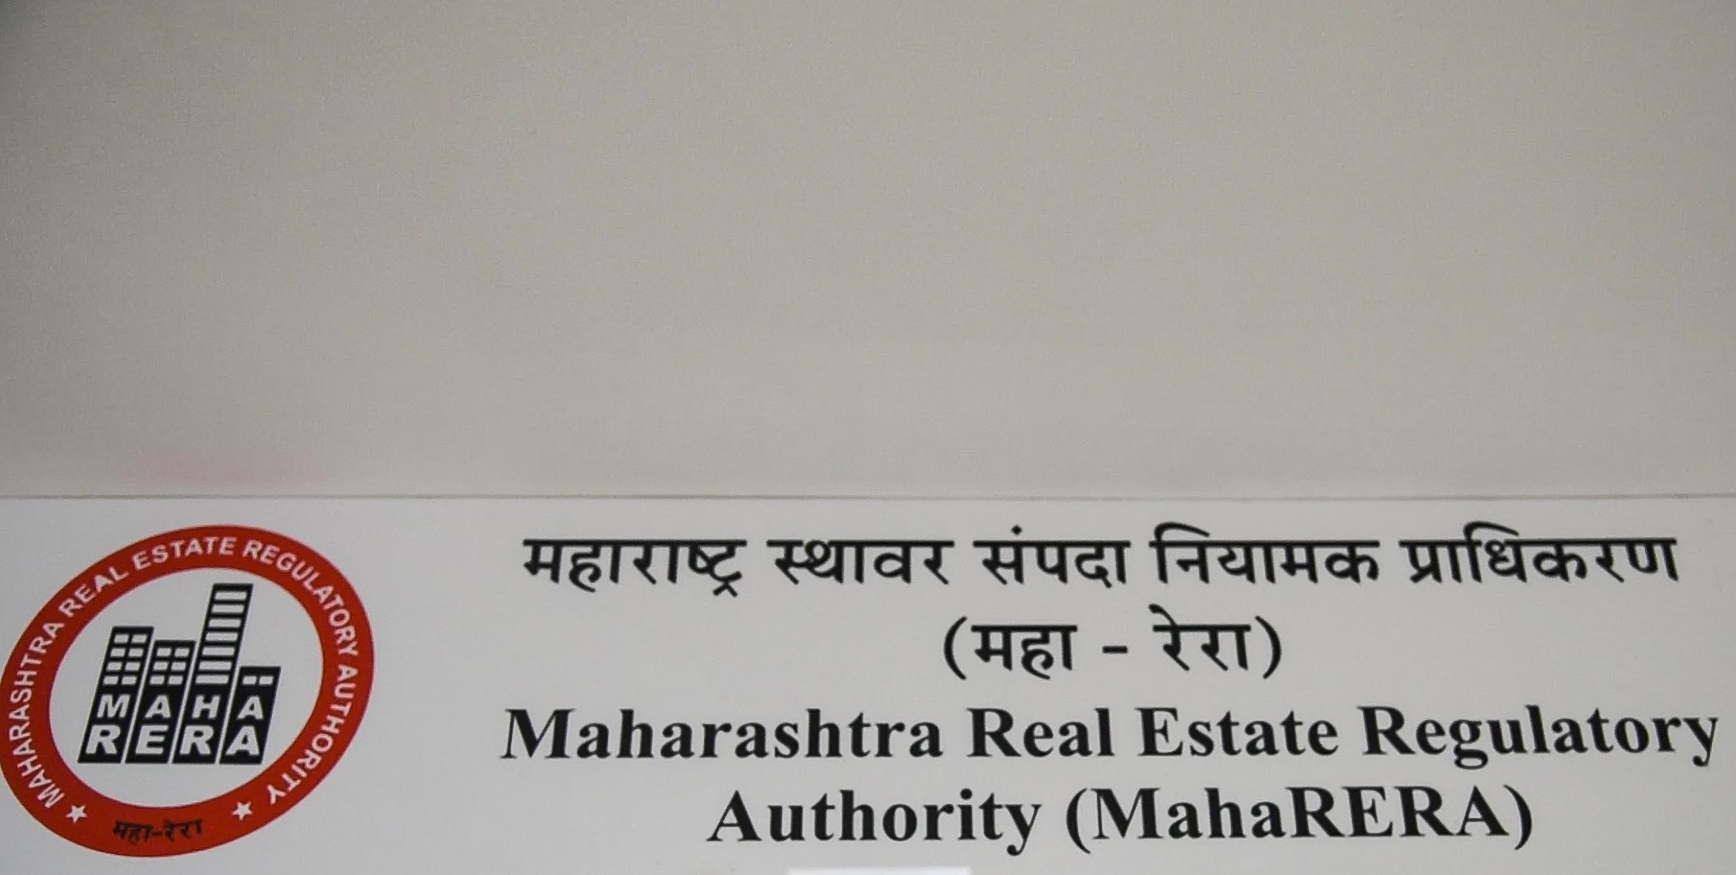 MAHARASHTRA REAL ESTATE REGULATORY AUTHORITY
MAHA
RERA
महा-रेरा
महाराष्ट्र स्थावर संपदा नियामक प्राधिकरण
(महा - रेरा)
Maharashtra Real Estate Regulatory
Authority (MahaRERA)